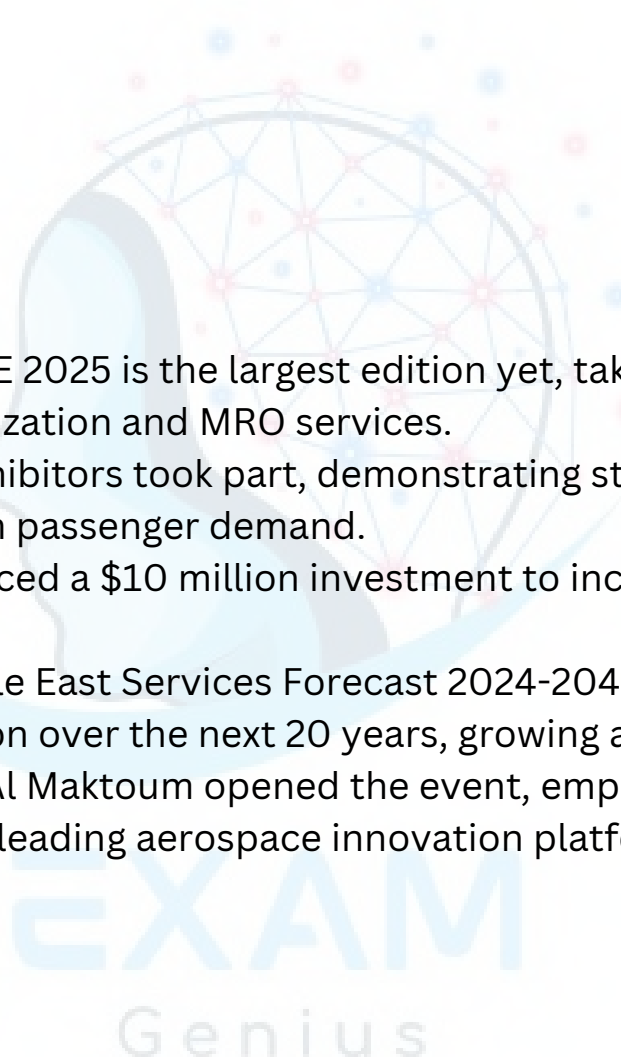 E 2025 is the largest edition yet, tak
zation and MRO services.
hibitors took part, demonstrating st
n passenger demand.
ced a $10 million investment to inc
le East Services Forecast 2024-204
on over the next 20 years, growing a
Al Maktoum opened the event, emp
leading aerospace innovation platf
EXAM
Genius